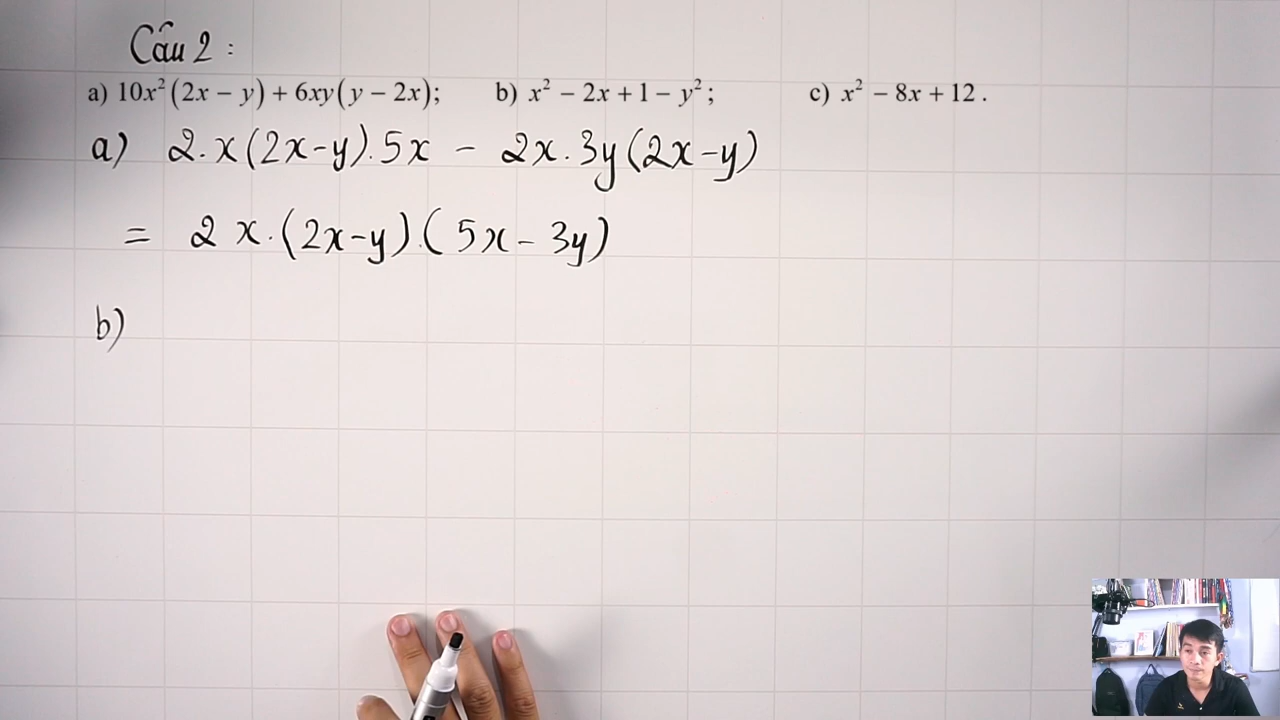 Câu 2 :
a) 10x²(2x − y) + 6xy(y − 2x); b) x² − 2x + 1 − y² ; c) x² − 8x + 12 .
a) 2.x(2x-y).5x - 2x.3y(2x-y)
= 2x.(2x-y).(5x-3y)
b)